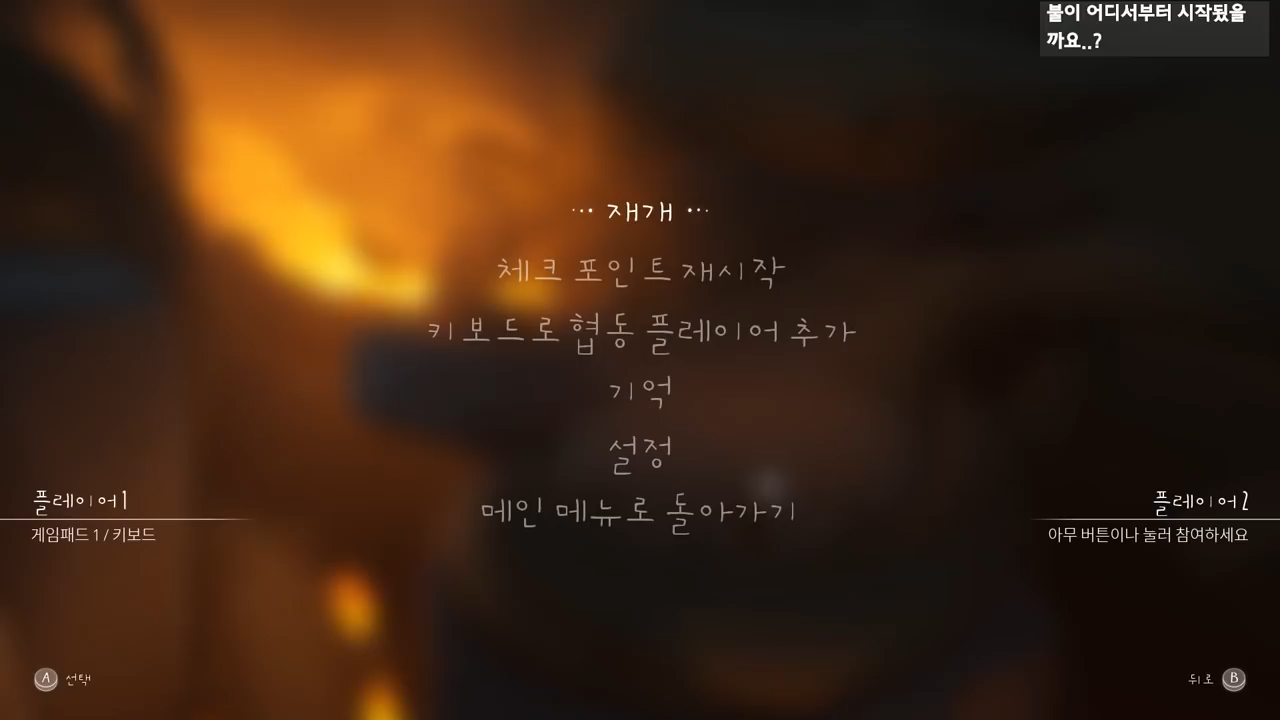 불이 어디서부터 시작됬을
까요..?
··· 재개 ···
체크 포인트 재시작
키보드로 협동 플레이어 추가
기억
설정
메인 메뉴로 돌아가기
플레이어1
게임패드 1 / 키보드
플레이어2
아무 버튼이나 눌러 참여하세요
A 선택
뒤로 B